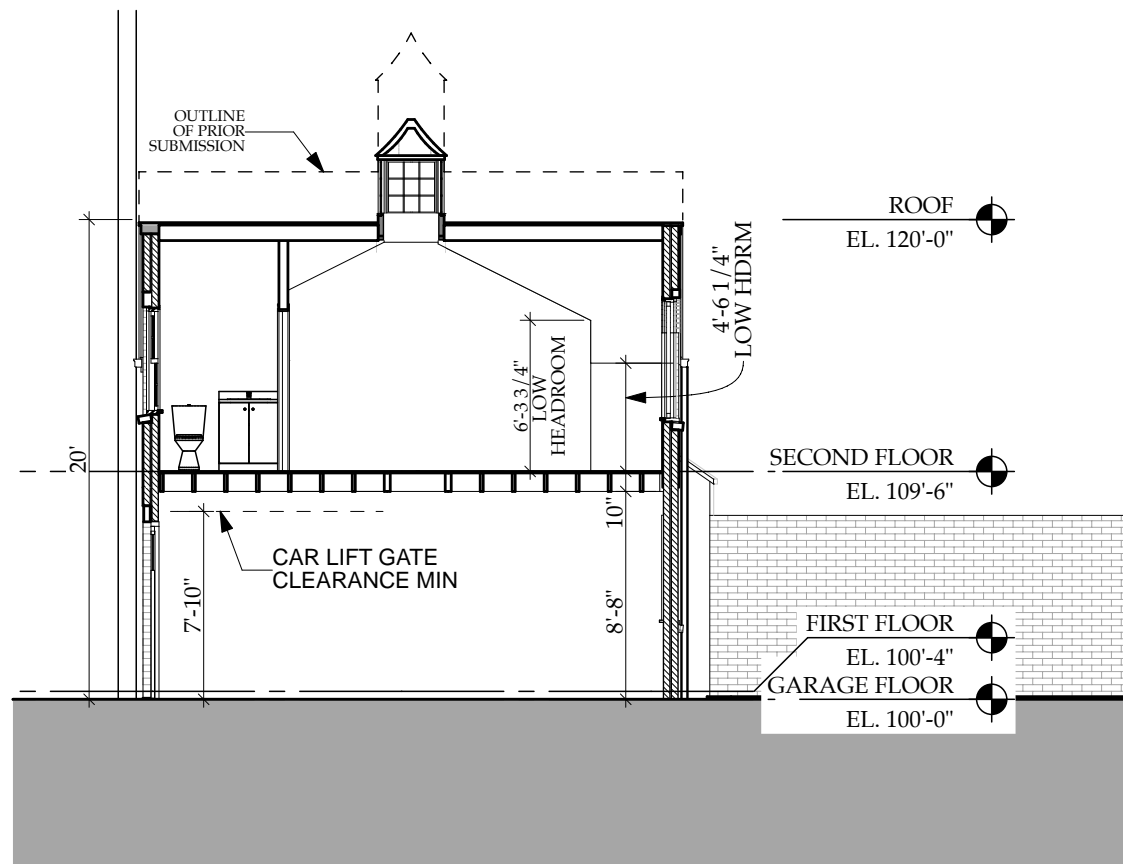 OUTLINE
OF PRIOR
SUBMISSION
ROOF
EL. 120'-0"
4'-6 1/4"
LOW HDRM
6'-3 3/4"
LOW
HEADROOM
20'
SECOND FLOOR
EL. 109'-6"
10"
CAR LIFT GATE
CLEARANCE MIN
7'-10"
8'-8"
FIRST FLOOR
EL. 100'-4"
GARAGE FLOOR
EL. 100'-0"